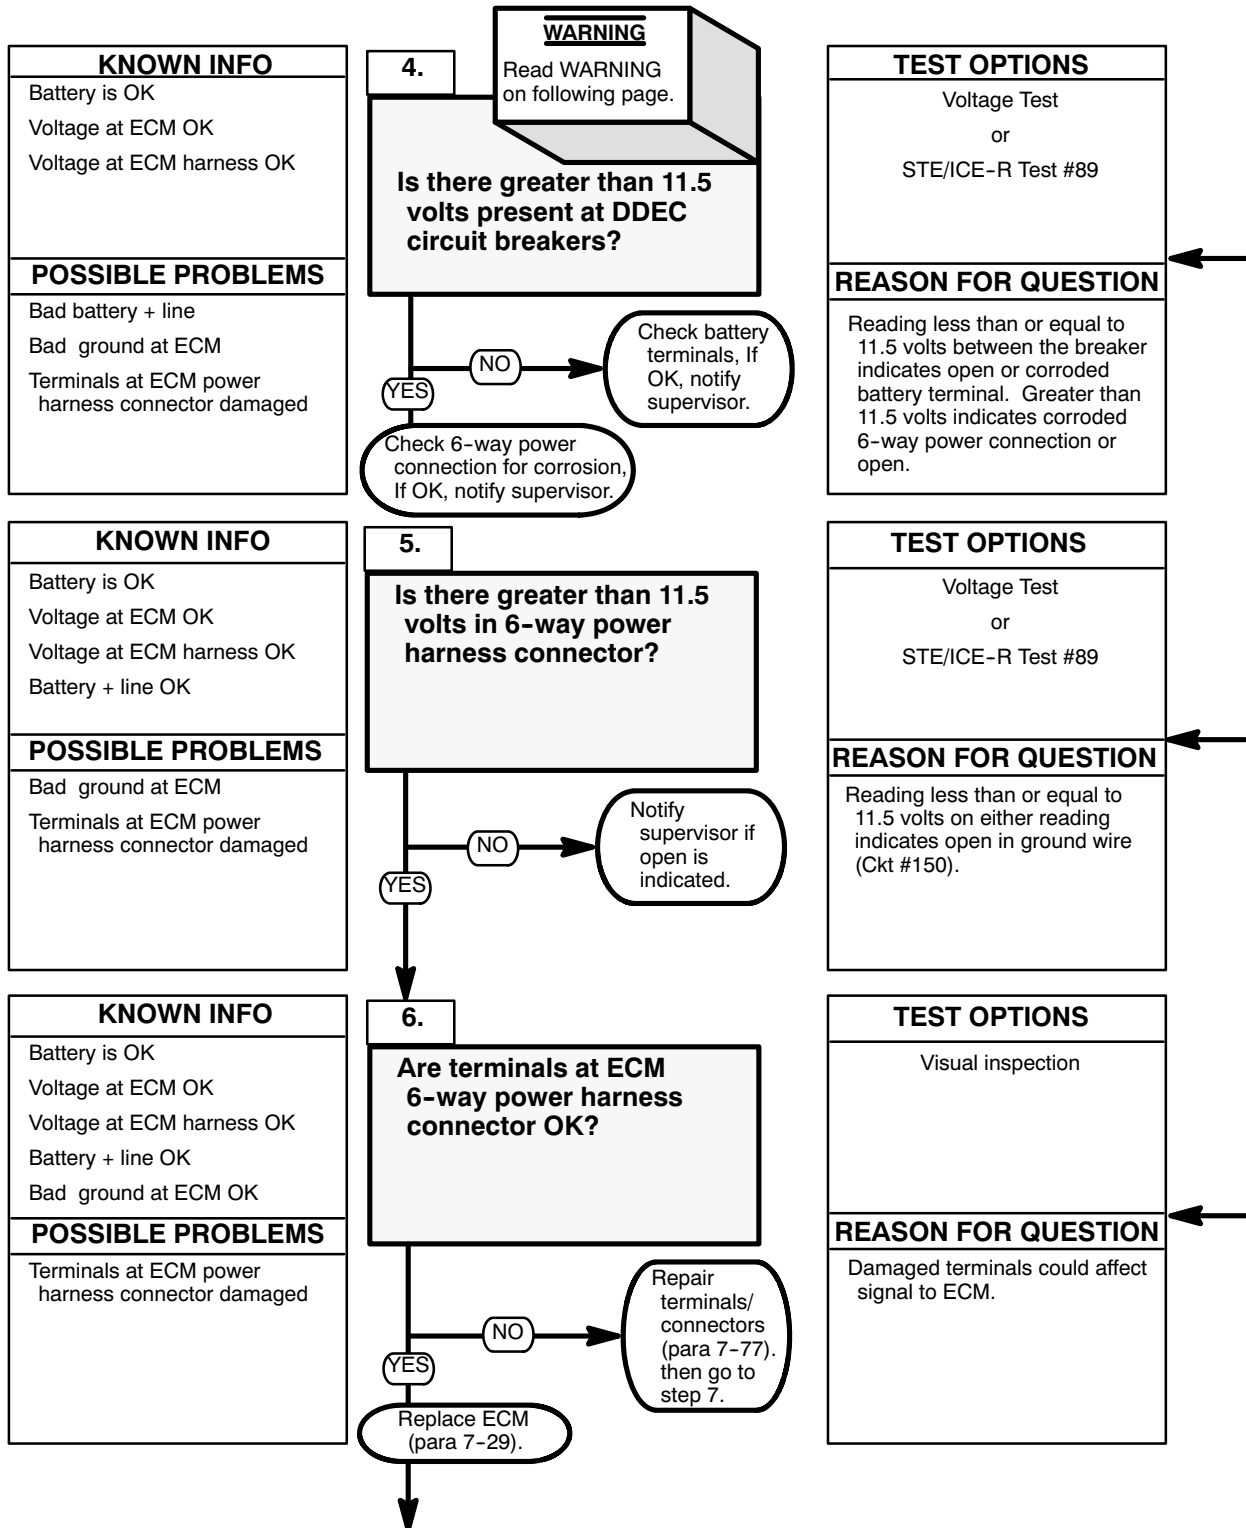 KNOWN INFO
Battery is OK
Voltage at ECM OK
Voltage at ECM harness OK
POSSIBLE PROBLEMS
Bad battery + line
Bad ground at ECM
Terminals at ECM power
harness connector damaged
4.
WARNING
Read WARNING
on following page.
Is there greater than 11.5
volts present at DDEC
circuit breakers?
NO
Check battery
terminals, If
OK, notify
supervisor.
YES
Check 6-way power
connection for corrosion,
If OK, notify supervisor.
TEST OPTIONS
Voltage Test
or
STE/ICE-R Test #89
REASON FOR QUESTION
Reading less than or equal to
11.5 volts between the breaker
indicates open or corroded
battery terminal. Greater than
11.5 volts indicates corroded
6-way power connection or
open.
KNOWN INFO
Battery is OK
Voltage at ECM OK
Voltage at ECM harness OK
Battery + line OK
POSSIBLE PROBLEMS
Bad ground at ECM
Terminals at ECM power
harness connector damaged
5.
Is there greater than 11.5
volts in 6-way power
harness connector?
NO
Notify
supervisor if
open is
indicated.
YES
TEST OPTIONS
Voltage Test
or
STE/ICE-R Test #89
REASON FOR QUESTION
Reading less than or equal to
11.5 volts on either reading
indicates open in ground wire
(Ckt #150).
KNOWN INFO
Battery is OK
Voltage at ECM OK
Voltage at ECM harness OK
Battery + line OK
Bad ground at ECM OK
POSSIBLE PROBLEMS
Terminals at ECM power
harness connector damaged
6.
Are terminals at ECM
6-way power harness
connector OK?
NO
Repair
terminals/
connectors
(para 7-77).
then go to
step 7.
YES
Replace ECM
(para 7-29).
TEST OPTIONS
Visual inspection
REASON FOR QUESTION
Damaged terminals could affect
signal to ECM.